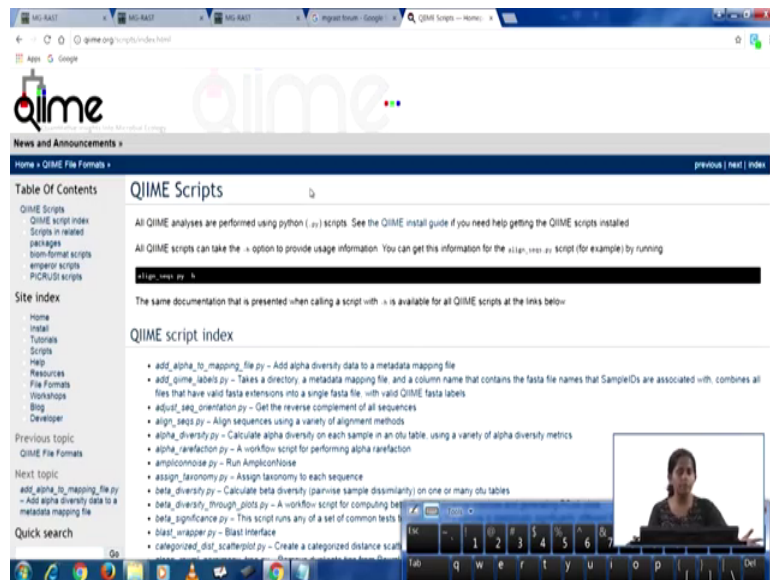 MG-RAST
MG-RAST
MG-RAST
mgrast forum - Google
QIIME Scripts — Home
qiime.org/scripts/index.html
Apps
Google
qiime
Quantitative Insights Into Microbial Ecology
News and Announcements »
Home » QIIME File Formats »
previous | next | index
Table Of Contents
QIIME Scripts
QIIME script index
Scripts in related
packages
biom-format scripts
emperor scripts
PICRUSt scripts
Site index
Home
Install
Tutorials
Scripts
Help
Resources
File Formats
Workshops
Blog
Developer
Previous topic
QIIME File Formats
Next topic
add_alpha_to_mapping_file.py
– Add alpha diversity data to a
metadata mapping file
Quick search
Go
QIIME Scripts
All QIIME analyses are performed using python (.py) scripts. See the QIIME install guide if you need help getting the QIIME scripts installed
All QIIME scripts can take the -h option to provide usage information. You can get this information for the align_seqs.py script (for example) by running
align_seqs.py -h
The same documentation that is presented when calling a script with -h is available for all QIIME scripts at the links below
QIIME script index
add_alpha_to_mapping_file.py – Add alpha diversity data to a metadata mapping file
add_qiime_labels.py – Takes a directory, a metadata mapping file, and a column name that contains the fasta file names that SampleIDs are associated with, combines all
files that have valid fasta extensions into a single fasta file, with valid QIIME fasta labels
adjust_seq_orientation.py – Get the reverse complement of all sequences
align_seqs.py – Align sequences using a variety of alignment methods
alpha_diversity.py – Calculate alpha diversity on each sample in an otu table, using a variety of alpha diversity metrics
alpha_rarefaction.py – A workflow script for performing alpha rarefaction
ampliconnoise.py – Run AmpliconNoise
assign_taxonomy.py – Assign taxonomy to each sequence
beta_diversity.py – Calculate beta diversity (pairwise sample dissimilarity) on one or many otu tables
beta_diversity_through_plots.py – A workflow script for computing bet
beta_significance.py – This script runs any of a set of common tests t
blast_wrapper.py – Blast Interface
categorized_dist_scatterplot.py – Create a categorized distance scatt
Tools
Esc 1 2 3 4 5 6 7
Tab q w e r t y u i o p [ ] \ Del